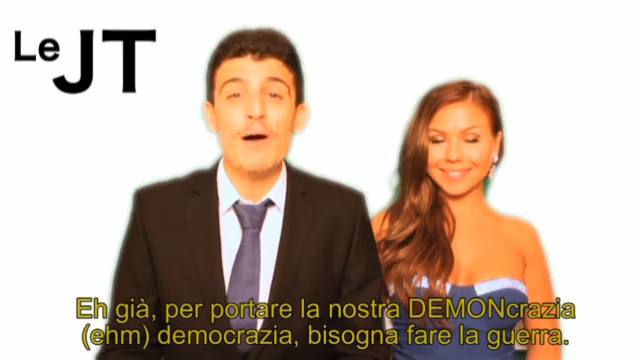 Le JT
Eh già, per portare la nostra DEMONcrazia
(ehm) democrazia, bisogna fare la guerra.